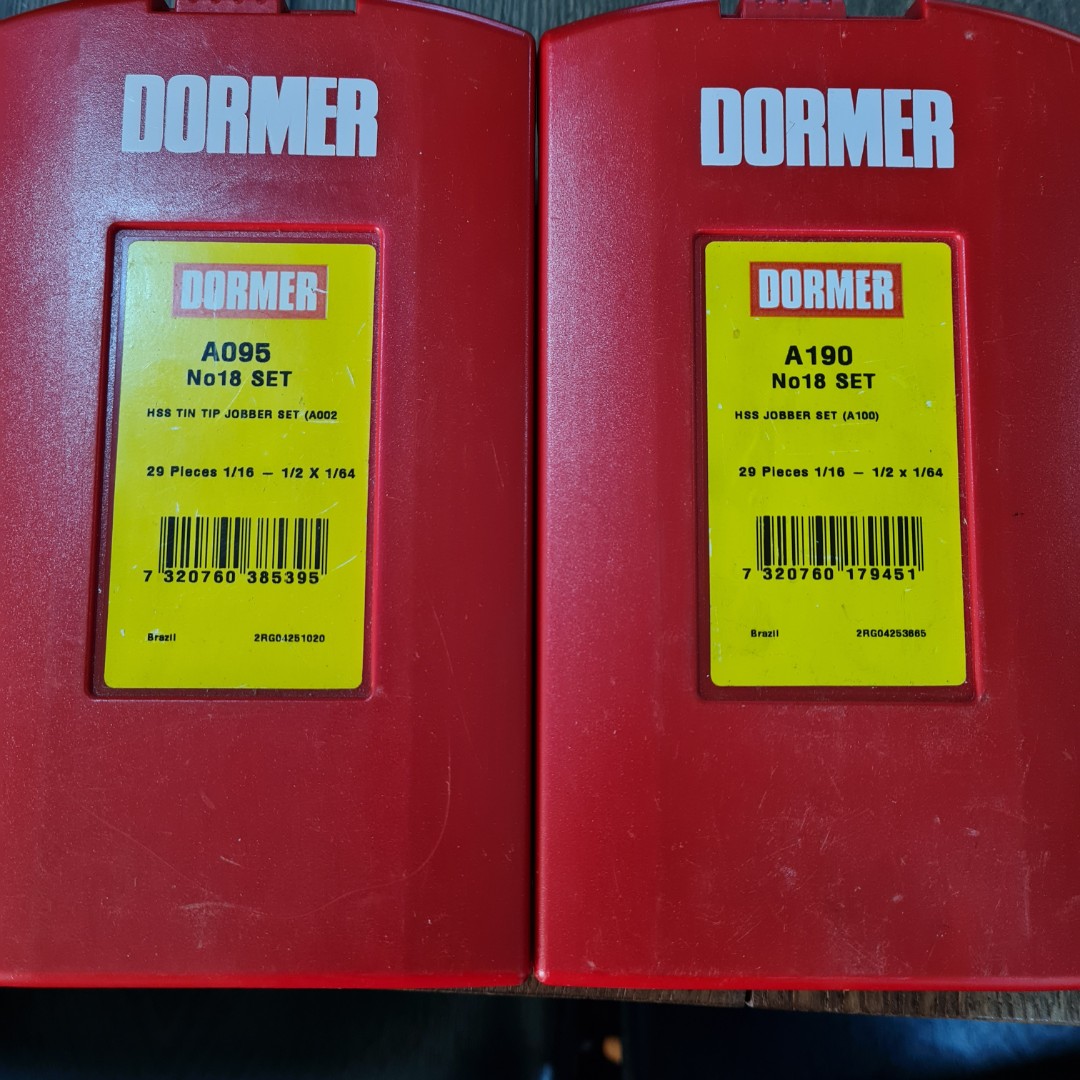 DORMER
DORMER
A095
No18 SET
HSS TIN TIP JOBBER SET (A002
29 Pieces 1/16 — 1/2 X 1/64
7 320760 385395
Brazil 2RG04251020
DORMER
DORMER
A190
No18 SET
HSS JOBBER SET (A100)
29 Pieces 1/16 — 1/2 x 1/64
7 320760 179451
Brazil 2RG04253665